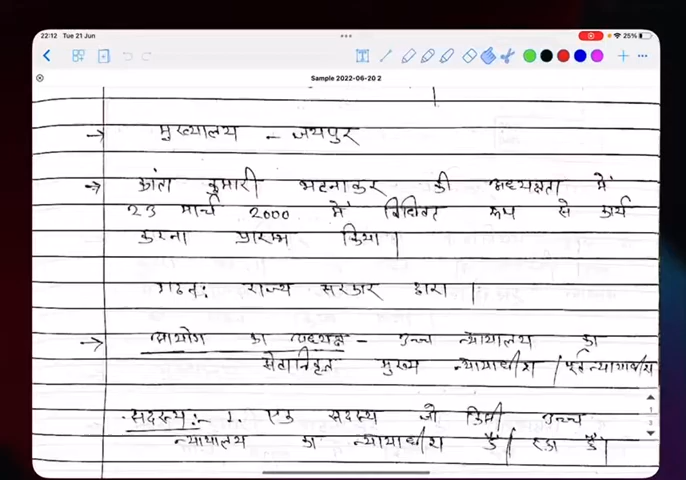 22:12 Tue 21 Jun
25%
Sample 2022-06-20 2
→ मुख्यालय - जयपुर
→ कांता कुमारी भटनाकर की अध्यक्षता में
23 मार्च 2000 में विधिवत रूप से कार्य
करना प्रारम्भ किया।
गठन: राज्य सरकार द्वारा।
→ आयोग का अध्यक्ष - उच्च न्यायालय का
सेवानिवृत मुख्य न्यायाधीश / पूर्व न्यायाधीश
सदस्य:- 1. एक सदस्य जो किसी उच्च
न्यायालय का न्यायाधीश है / रहा है।